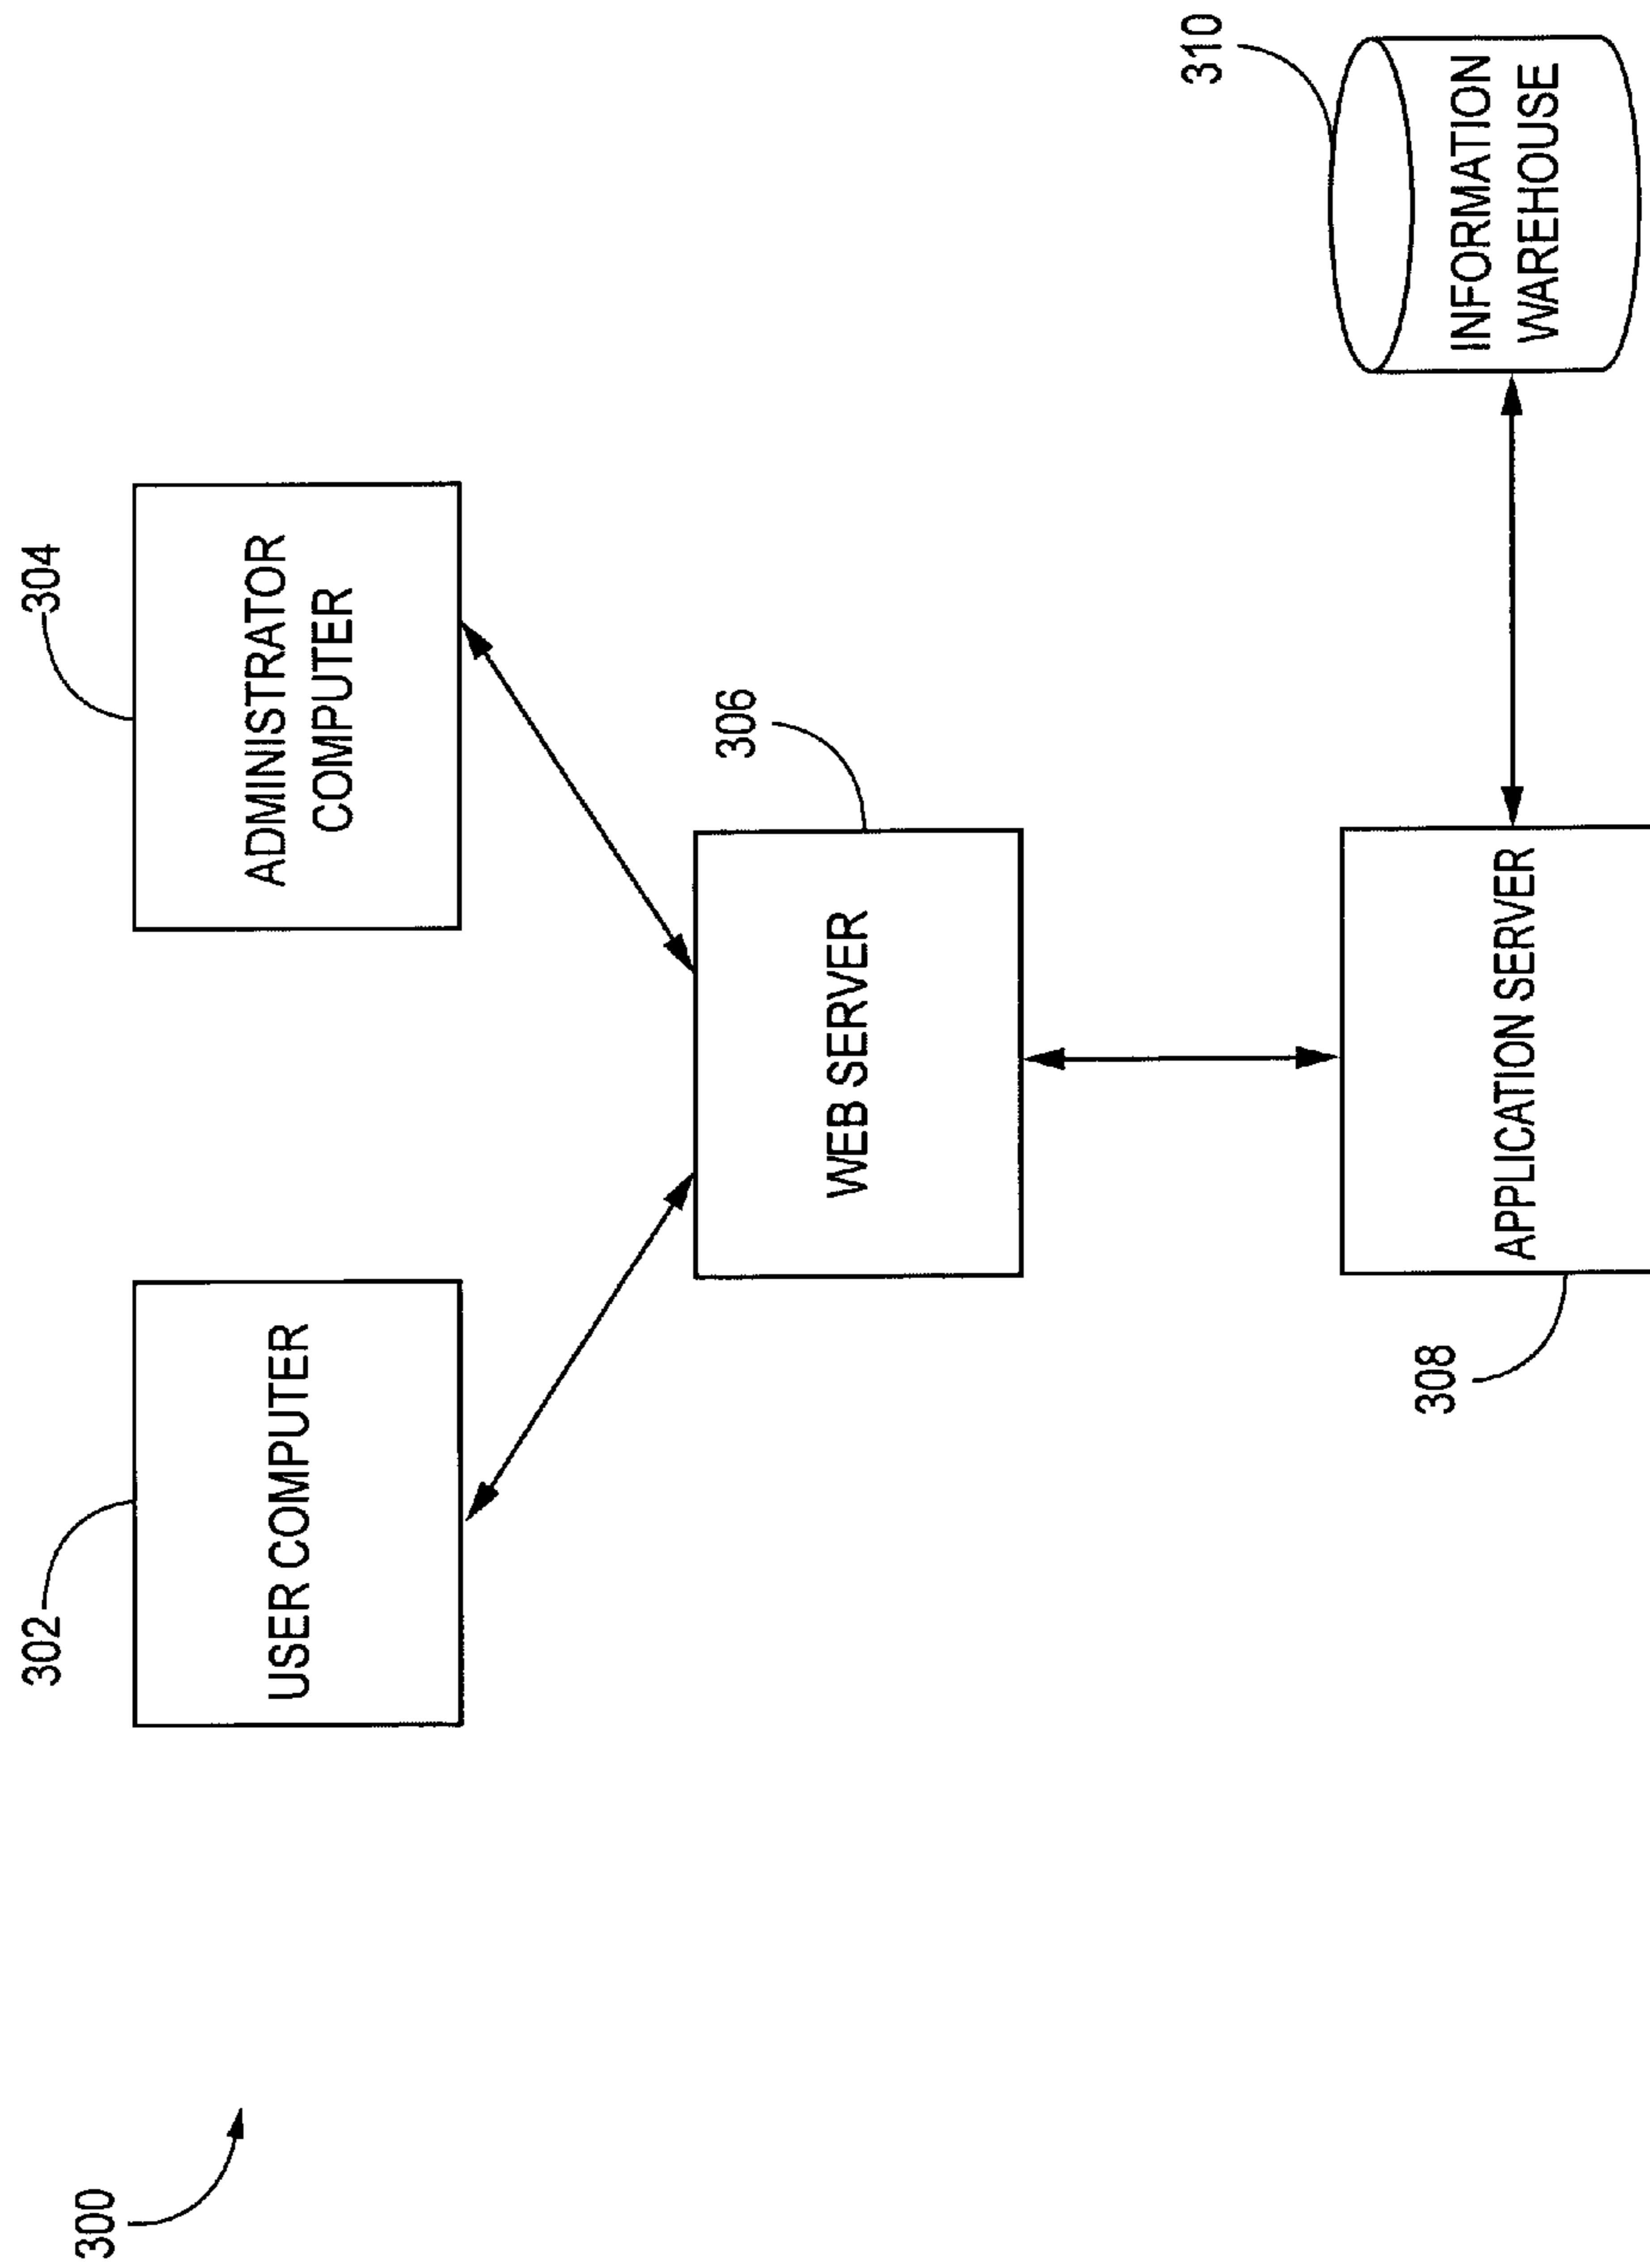 300
302
USER COMPUTER
304
ADMINISTRATOR
COMPUTER
306
WEB SERVER
308
APPLICATION SERVER
310
INFORMATION
WAREHOUSE